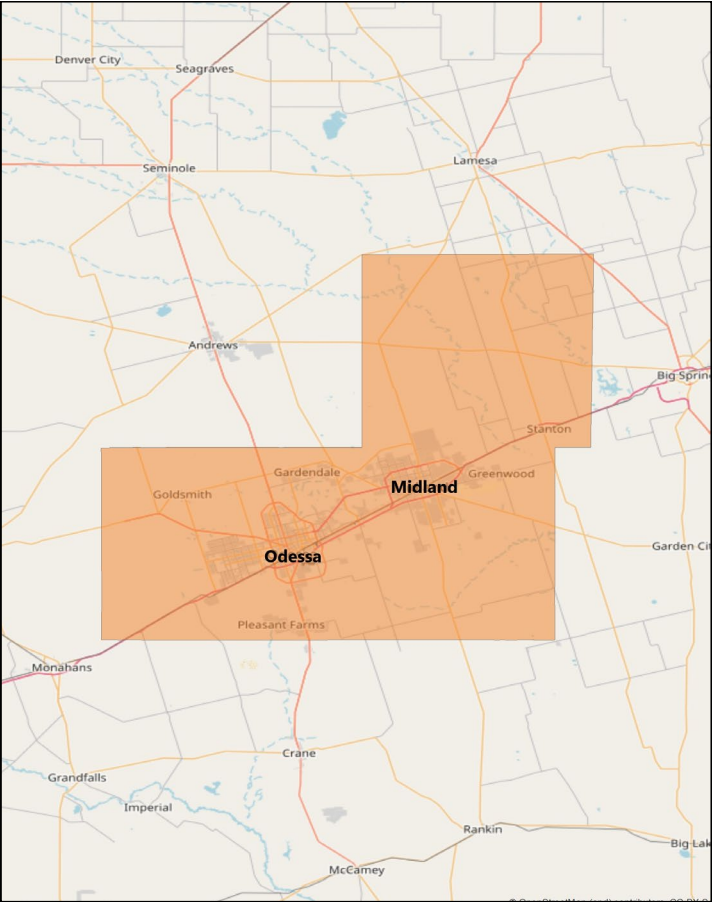 Denver City
Seagraves
Lamesa
Seminole
Andrews
Big Spring
Stanton
Gardendale
Greenwood
Midland
Goldsmith
Garden Cit
Odessa
Pleasant Farms
Monahans
Crane
Grandfalls
Imperial
Rankin
Big Lak
McCamey